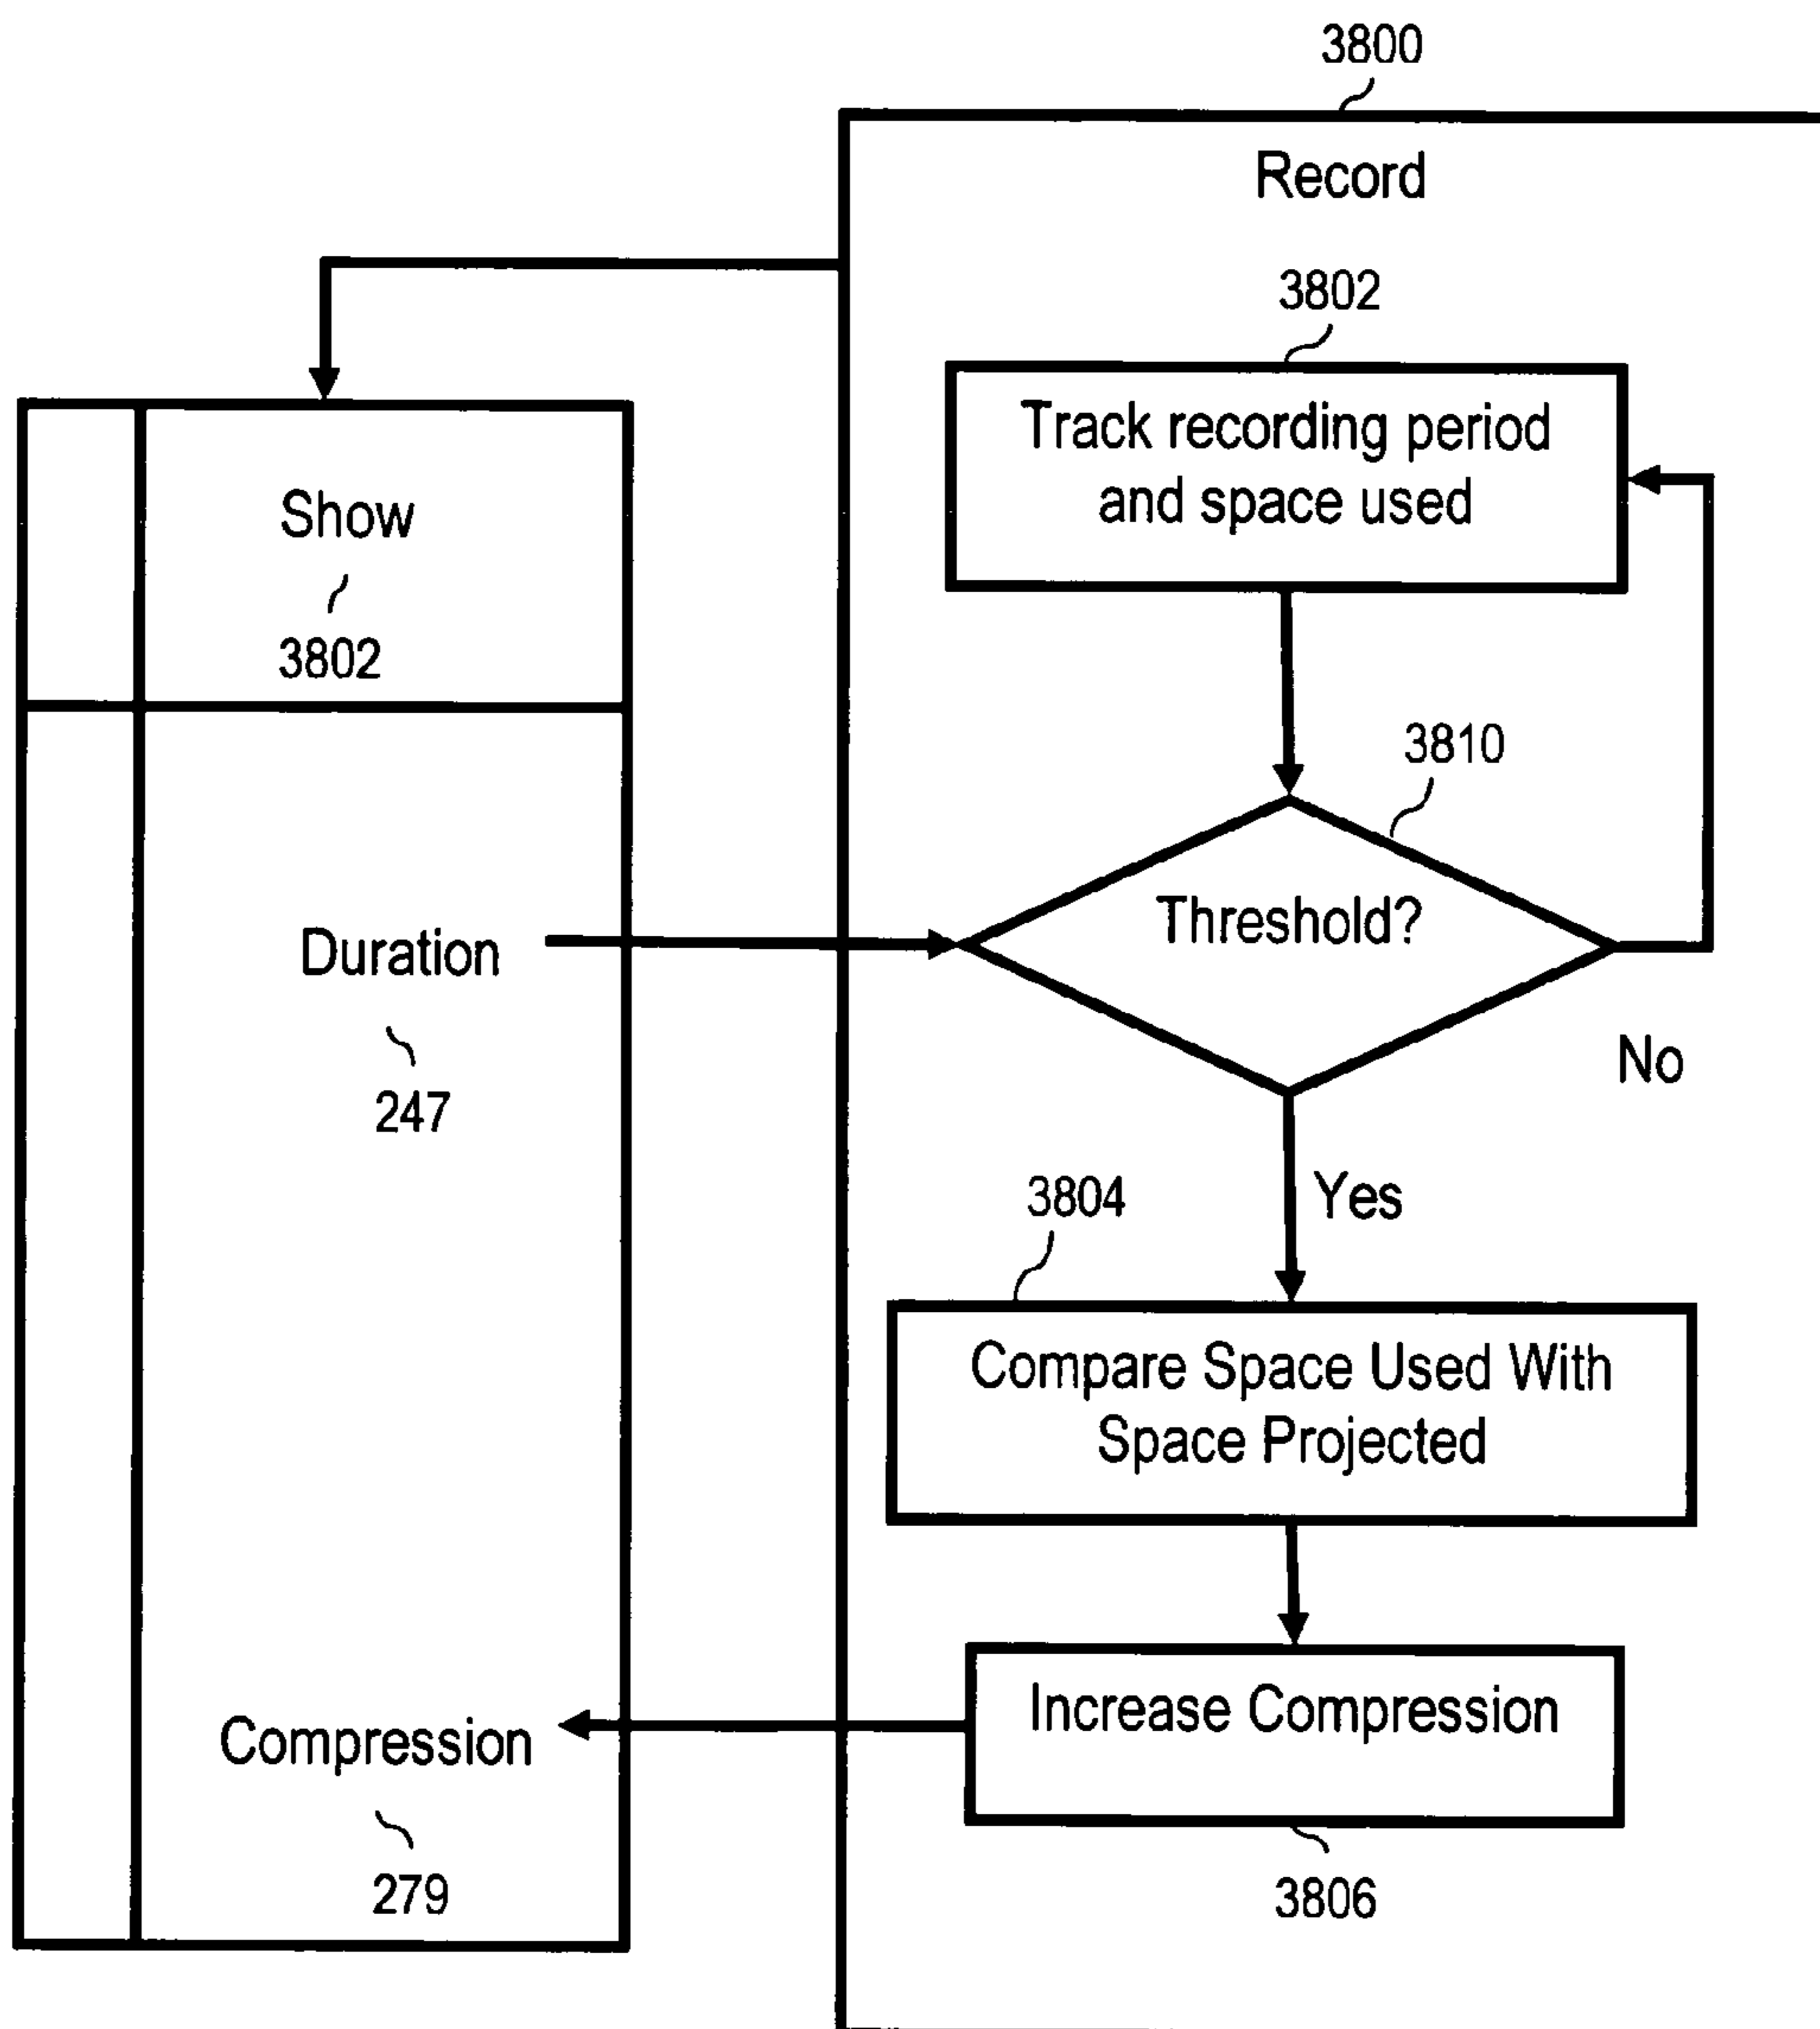 3800
Record
3802
Track recording period
and space used
Show
3802
3810
Threshold?
Duration
247
No
Yes
3804
Compare Space Used With
Space Projected
Increase Compression
Compression
279
3806